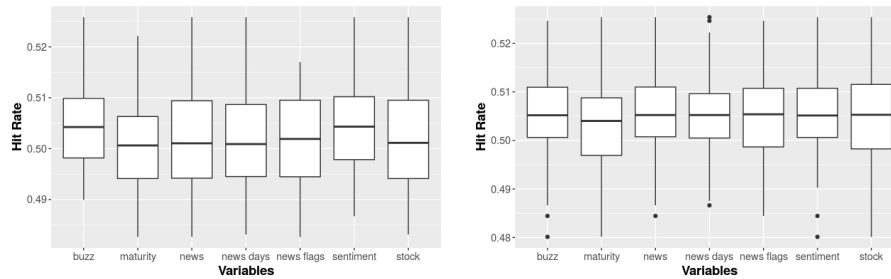 Hit Rate
0.52
0.51
0.50
0.49
buzz maturity news news days news flags sentiment stock
Variables
Hit Rate
0.52
0.51
0.50
0.49
0.48
buzz maturity news news days news flags sentiment stock
Variables